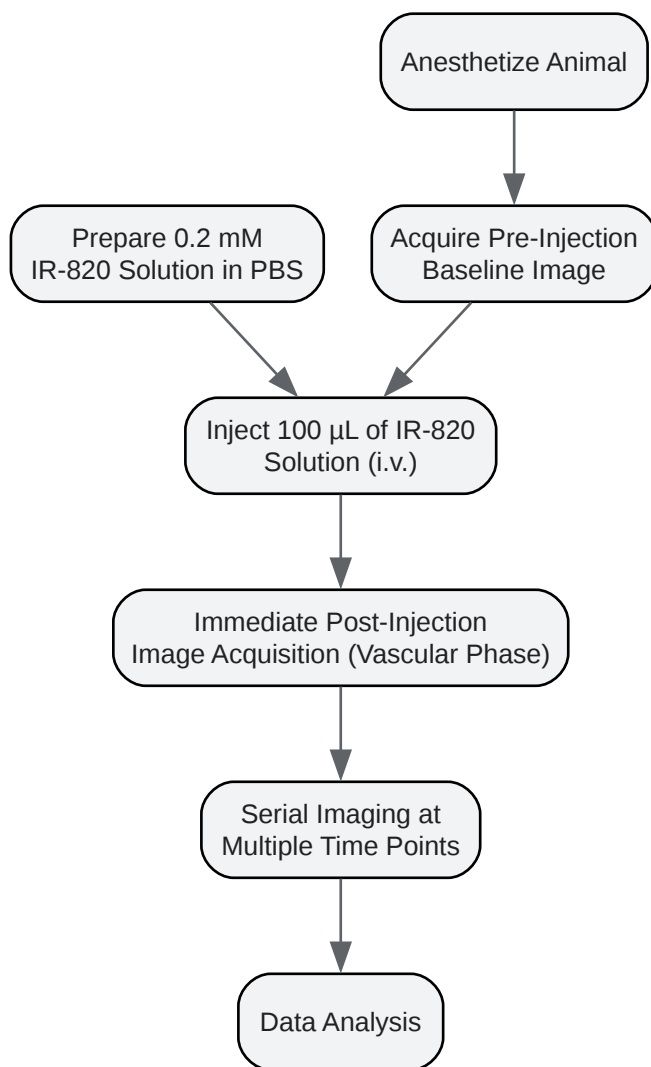 Anesthetize Animal
Prepare 0.2 mM
IR-820 Solution in PBS
Acquire Pre-Injection
Baseline Image
Inject 100 µL of IR-820
Solution (i.v.)
Immediate Post-Injection
Image Acquisition (Vascular Phase)
Serial Imaging at
Multiple Time Points
Data Analysis